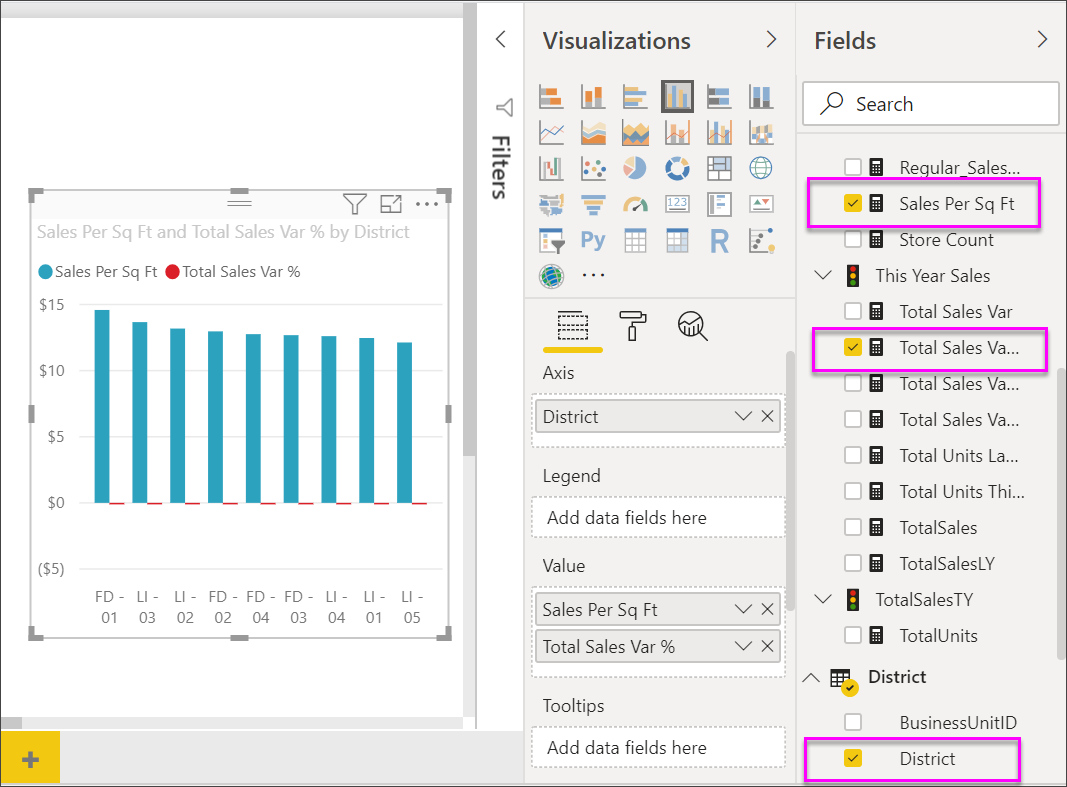 Sales Per Sq Ft and Total Sales Var % by District
Sales Per Sq Ft Total Sales Var %
$15
$10
$5
$0
($5)
FD - 01
LI - 03
LI - 02
FD - 02
FD - 04
FD - 03
LI - 04
LI - 01
LI - 05
+
Filters
Visualizations
123
Py
R
...
Axis
District
Legend
Add data fields here
Value
Sales Per Sq Ft
Total Sales Var %
Tooltips
Add data fields here
Fields
Search
Regular_Sales...
Sales Per Sq Ft
Store Count
This Year Sales
Total Sales Var
Total Sales Va...
Total Sales Va...
Total Sales Va...
Total Units La...
Total Units Thi...
TotalSales
TotalSalesLY
TotalSalesTY
TotalUnits
District
BusinessUnitID
District